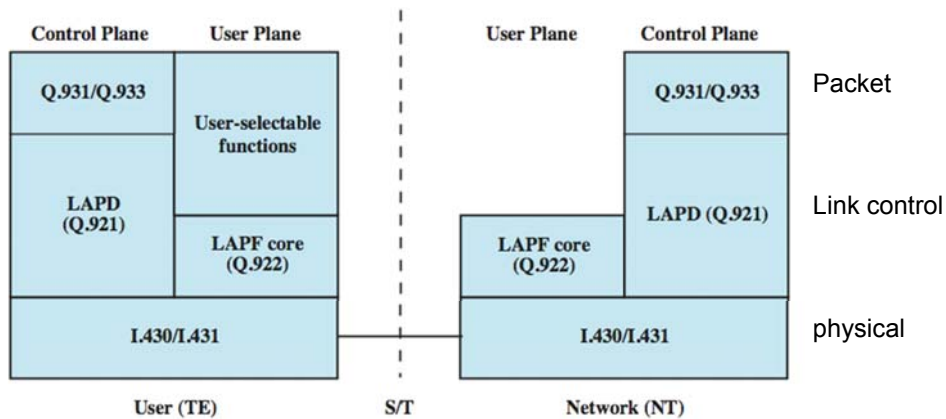 Control Plane
User Plane
User Plane
Control Plane
Q.931/Q.933
User-selectable
functions
Q.931/Q.933
Packet
LAPD
(Q.921)
LAPD (Q.921)
Link control
LAPF core
(Q.922)
LAPF core
(Q.922)
I.430/I.431
I.430/I.431
physical
User (TE)
S/T
Network (NT)